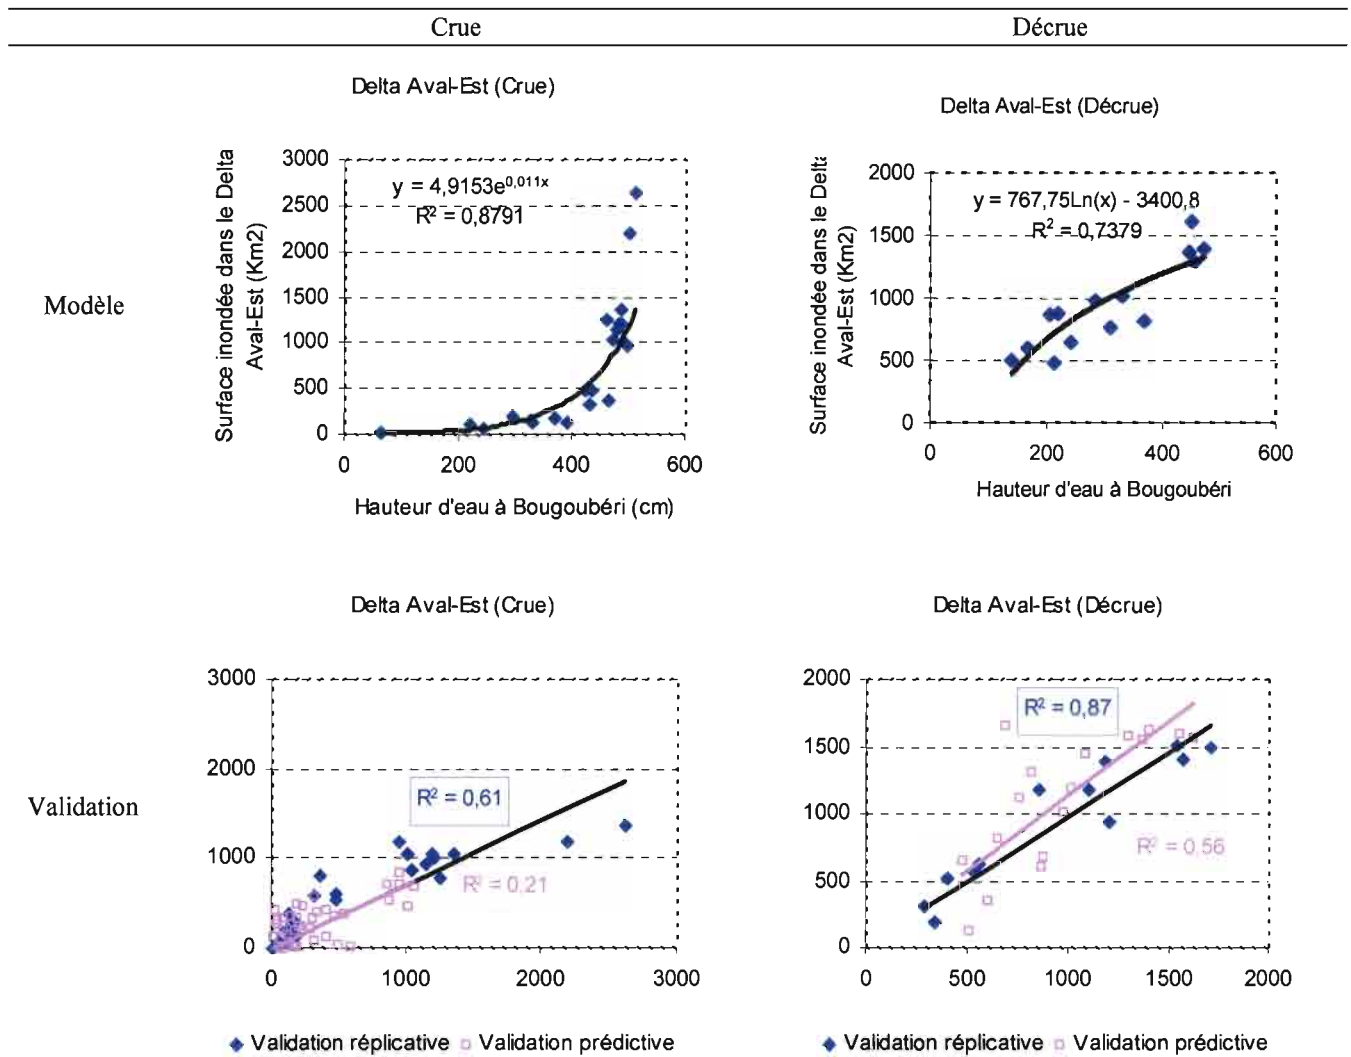 Crue Décrue
Modèle
Delta Aval-Est (Crue)
Surface inondée dans le Delta
Aval-Est (Km2)
3000
2500
2000
1500
1000
500
0
y = 4,9153e^0,011x
R² = 0,8791
0 200 400 600
Hauteur d'eau à Bougoubéri (cm)
Delta Aval-Est (Décrue)
Surface inondée dans le Delta
Aval-Est (Km2)
2000
1500
1000
500
0
y = 767,75Ln(x) - 3400,8
R² = 0,7379
0 200 400 600
Hauteur d'eau à Bougoubéri
Validation
Delta Aval-Est (Crue)
3000
2000
1000
0
R² = 0,61
R² = 0,21
0 1000 2000 3000
Validation réplicative Validation prédictive
Delta Aval-Est (Décrue)
2000
1500
1000
500
0
R² = 0,87
R² = 0,56
0 500 1000 1500 2000
Validation réplicative Validation prédictive